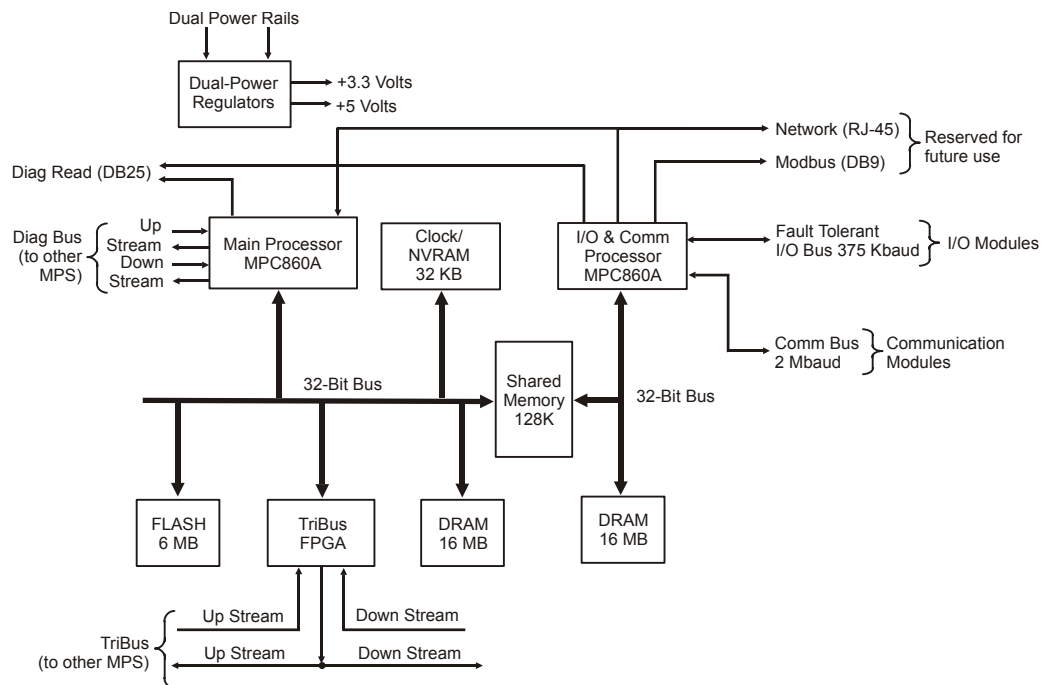 Dual Power Rails
Dual-Power
Regulators
+3.3 Volts
+5 Volts
Network (RJ-45)
Modbus (DB9)
Reserved for
future use
Diag Read (DB25)
Diag Bus
(to other
MPS)
Up
Stream
Down
Stream
Main Processor
MPC860A
Clock/
NVRAM
32 KB
I/O & Comm
Processor
MPC860A
Fault Tolerant
I/O Bus 375 Kbaud
I/O Modules
Comm Bus
2 Mbaud
Communication
Modules
32-Bit Bus
Shared
Memory
128K
32-Bit Bus
FLASH
6 MB
TriBus
FPGA
DRAM
16 MB
DRAM
16 MB
TriBus
(to other MPS)
Up Stream
Down Stream
Up Stream
Down Stream